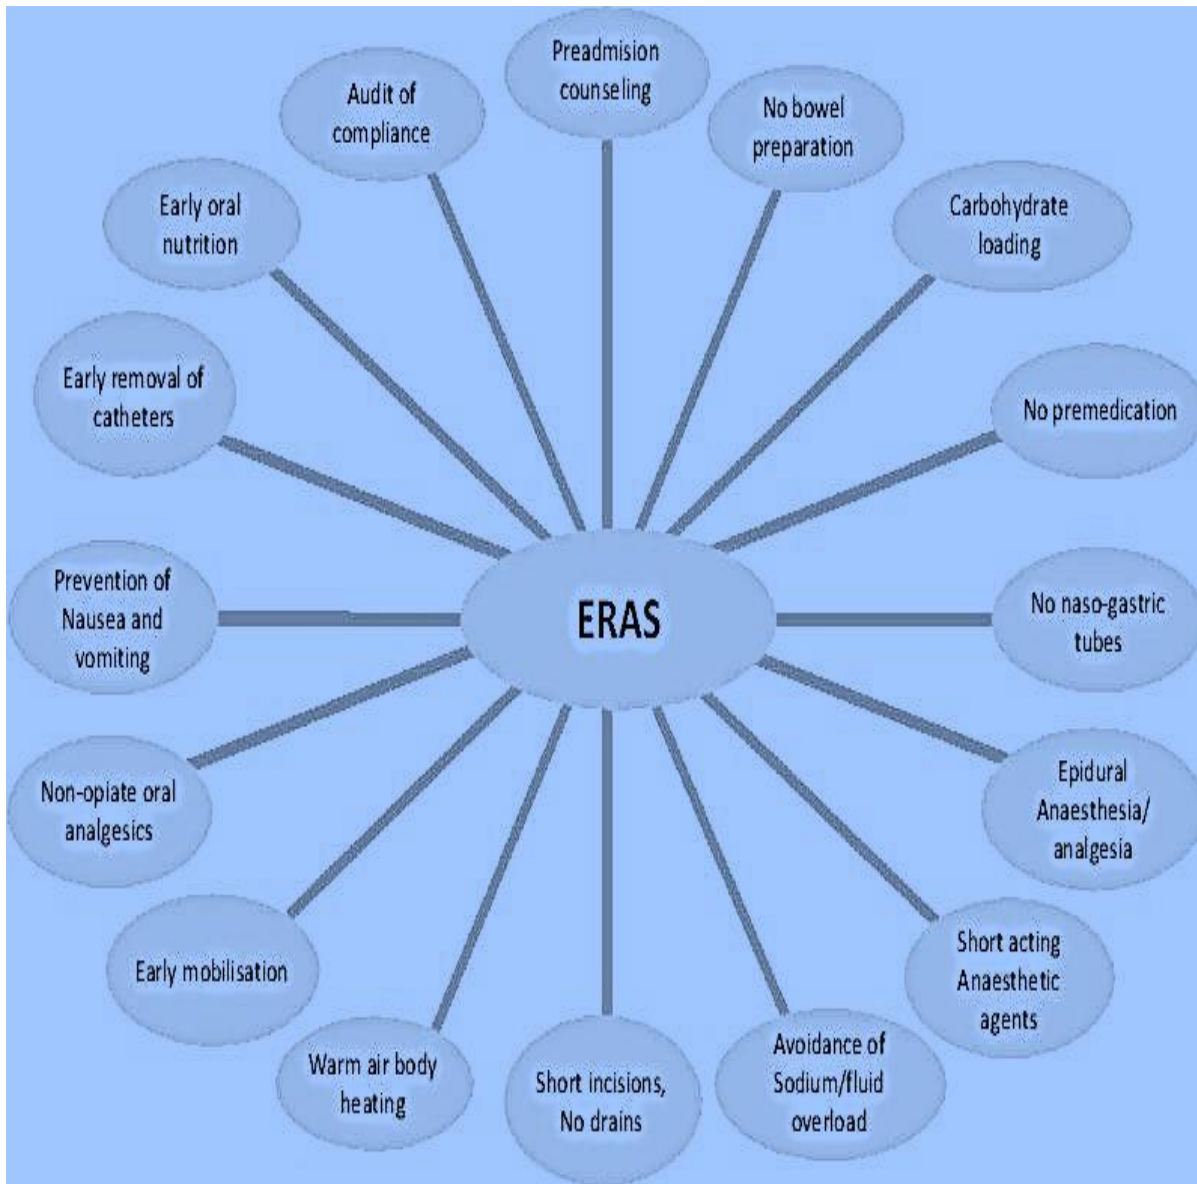 Preadmision
counseling
No bowel
preparation
Carbohydrate
loading
No premedication
No naso-gastric
tubes
Epidural
Anaesthesia/
analgesia
Short acting
Anaesthetic
agents
Avoidance of
Sodium/fluid
overload
Short incisions,
No drains
Warm air body
heating
Early mobilisation
Non-opiate oral
analgesics
Prevention of
Nausea and
vomiting
Early removal of
catheters
Early oral
nutrition
Audit of
compliance
ERAS